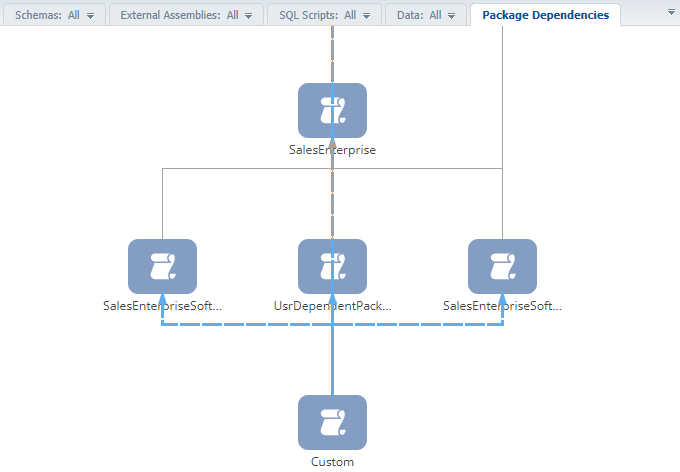 Schemas: All External Assemblies: All SQL Scripts: All Data: All Package Dependencies
SalesEnterprise
SalesEnterpriseSoft... UsrDependentPack... SalesEnterpriseSoft...
Custom